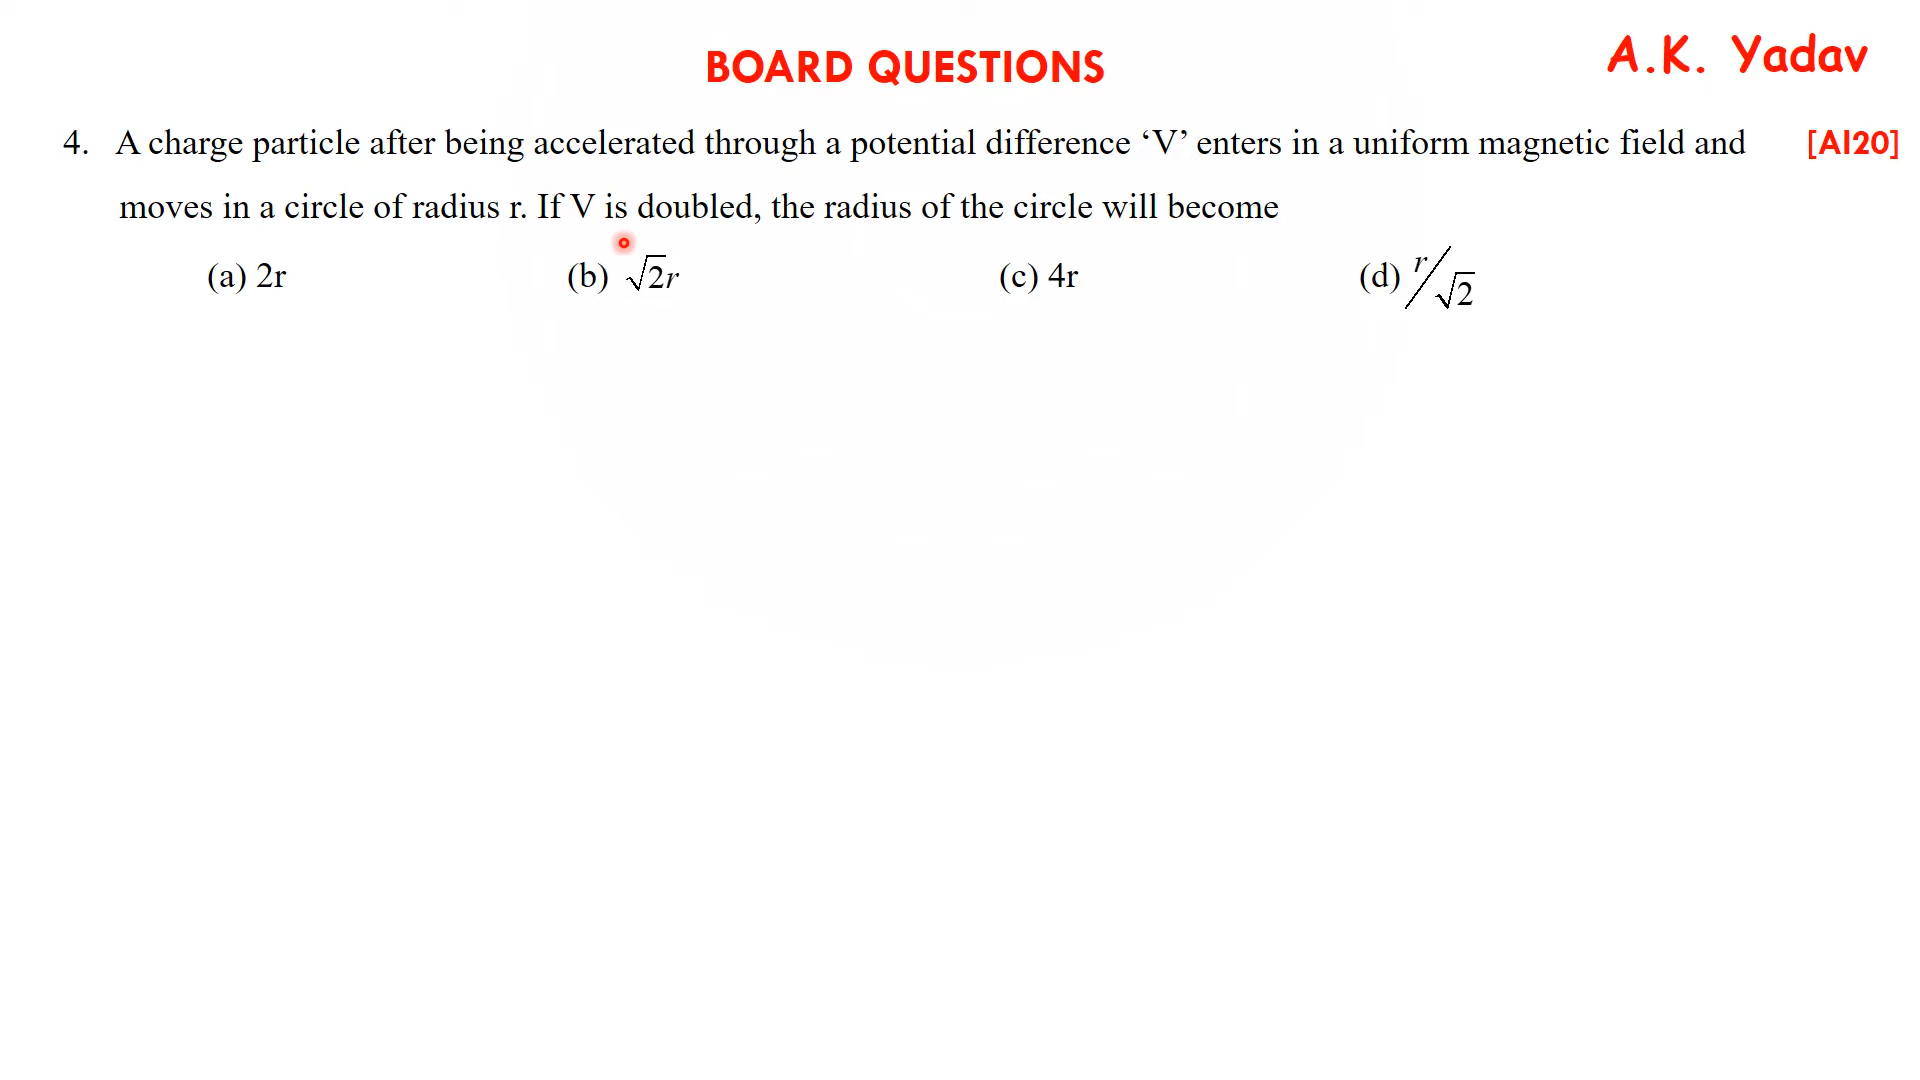 BOARD QUESTIONS
A.K. Yadav
4. A charge particle after being accelerated through a potential difference ‘V’ enters in a uniform magnetic field and [AI20]
moves in a circle of radius r. If V is doubled, the radius of the circle will become
(a) 2r (b) √2r (c) 4r (d) r/√2